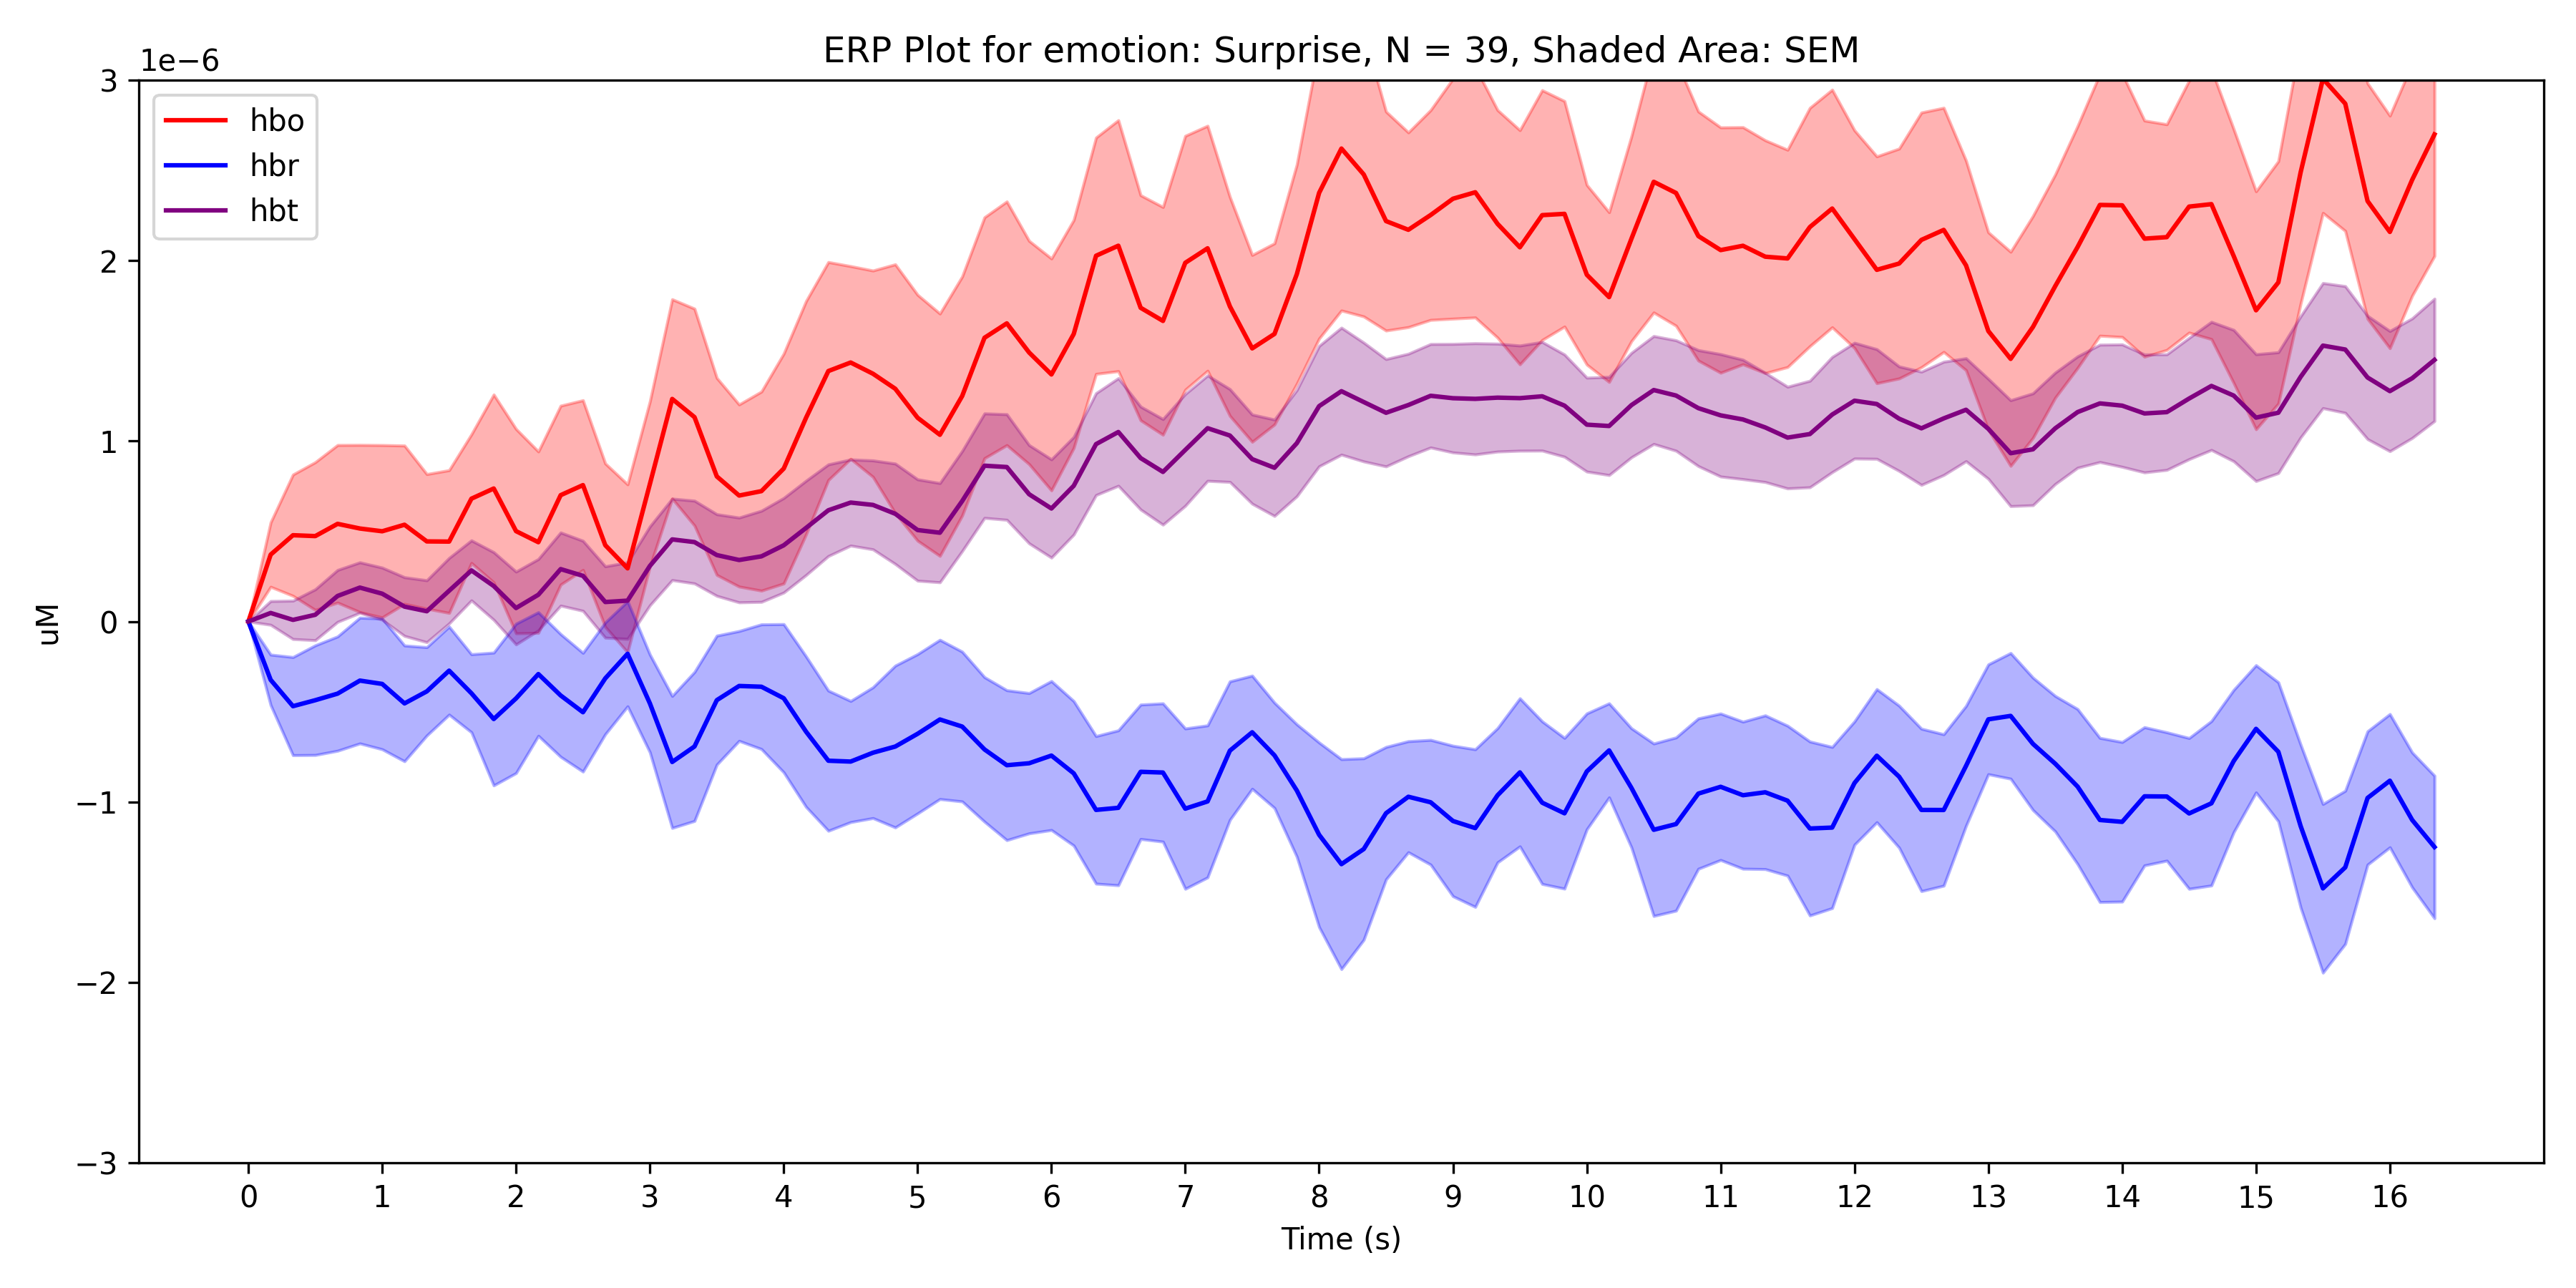 ERP Plot for emotion: Surprise, N = 39, Shaded Area: SEM
1e−6
3
2
1
0
−1
−2
−3
uM
hbo
hbr
hbt
0 1 2 3 4 5 6 7 8 9 10 11 12 13 14 15 16
Time (s)